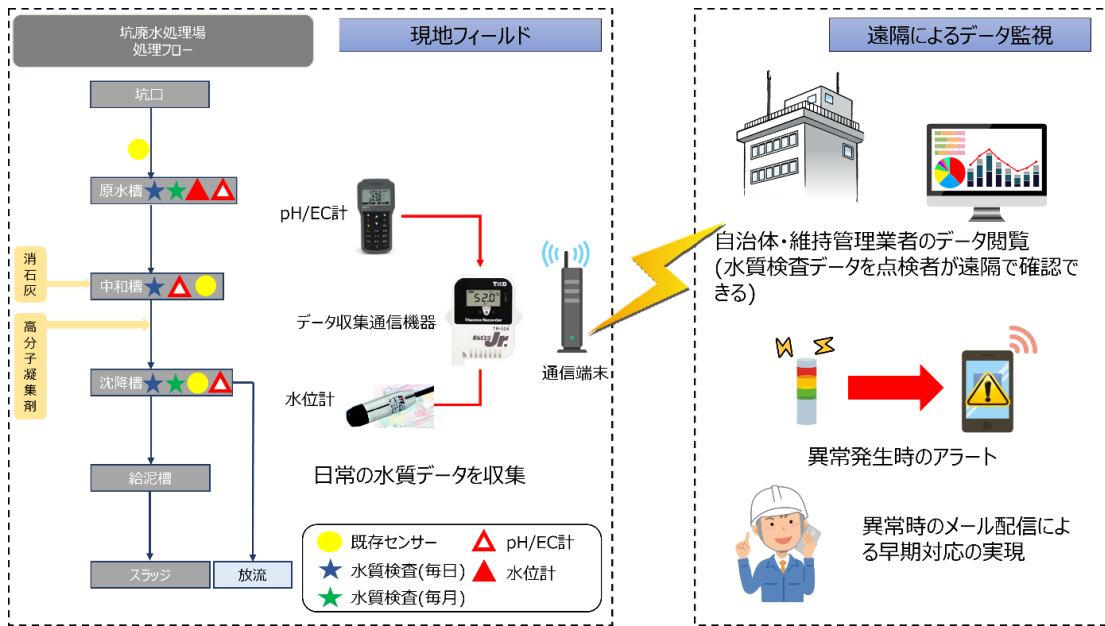 坑廃水処理場
処理フロー
現地フィールド
遠隔によるデータ監視
坑口
原水槽
消石灰
中和槽
高分子凝集剤
沈降槽
給泥槽
スラッジ
放流
pH/EC計
データ収集通信機器
水位計
T&D
52.0
Thermo Recorder
Jr.
通信端末
日常の水質データを収集
既存センサー
pH/EC計
水質検査(毎日)
水位計
水質検査(毎月)
自治体・維持管理業者のデータ閲覧
(水質検査データを点検者が遠隔で確認で
きる)
異常発生時のアラート
異常時のメール配信によ
る早期対応の実現